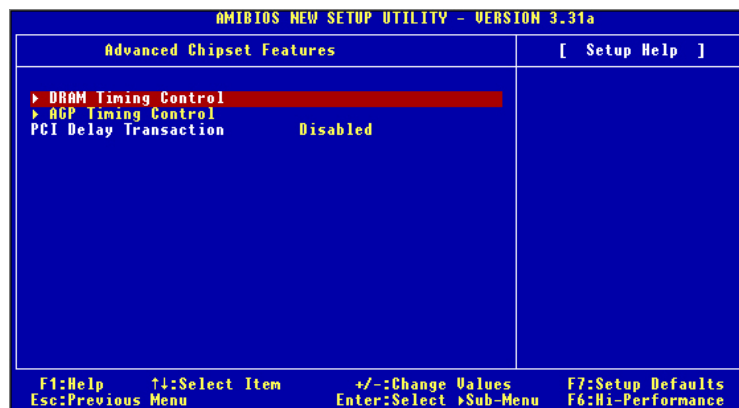 AMIBIOS NEW SETUP UTILITY - VERSION 3.31a
Advanced Chipset Features
[ Setup Help ]
▸ DRAM Timing Control
▸ AGP Timing Control
PCI Delay Transaction Disabled
F1:Help ↑↓:Select Item +/-:Change Values F7:Setup Defaults
Esc:Previous Menu Enter:Select ▸Sub-Menu F6:Hi-Performance